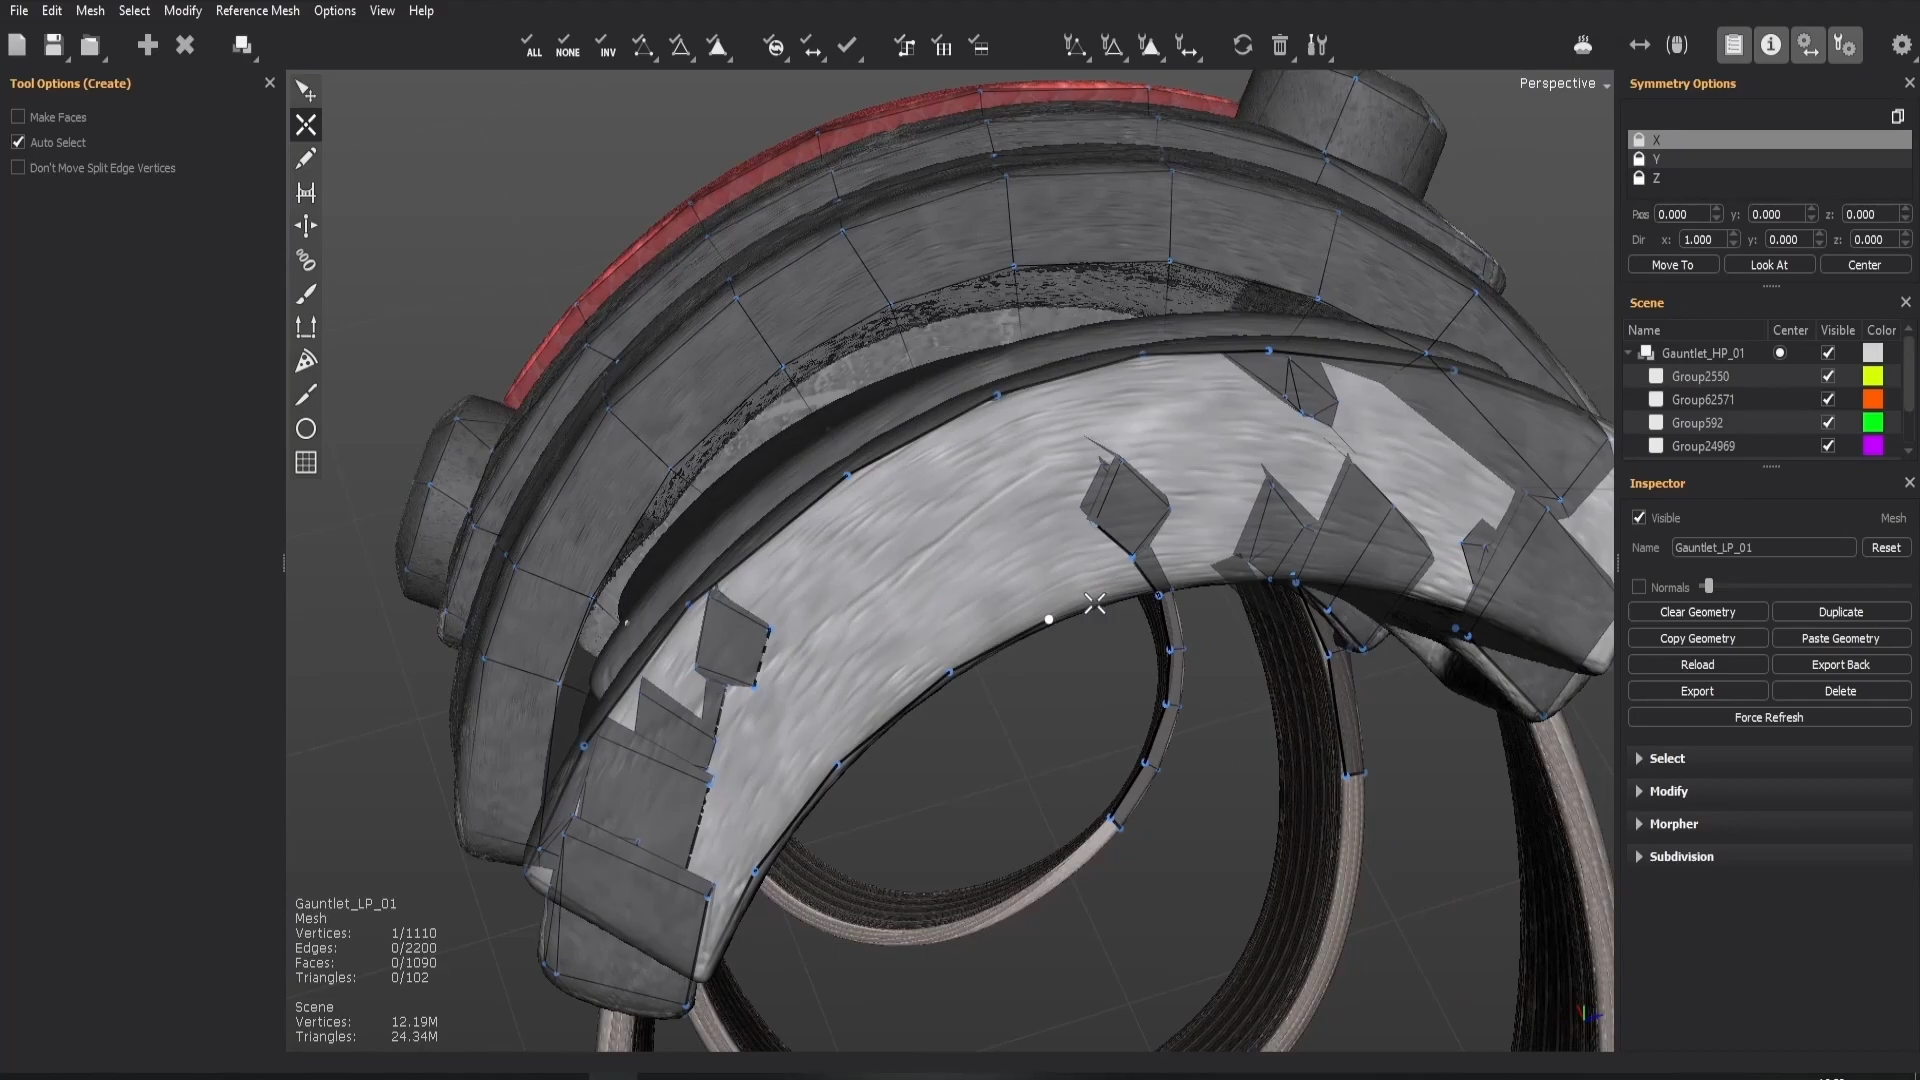 File Edit Mesh Select Modify Reference Mesh Options View Help
ALL NONE INV
Tool Options (Create)
Make Faces
Auto Select
Don't Move Split Edge Vertices
Perspective
Gauntlet_LP_01
Mesh
Vertices: 1/1110
Edges: 0/2200
Faces: 0/1090
Triangles: 0/102
Scene
Vertices: 12.19M
Triangles: 24.34M
Symmetry Options
X
Y
Z
Pos 0.000 y: 0.000 z: 0.000
Dir x: 1.000 y: 0.000 z: 0.000
Move To Look At Center
Scene
Name Center Visible Color
Gauntlet_HP_01
Group2550
Group62571
Group592
Group24969
Inspector
Visible Mesh
Name Gauntlet_LP_01 Reset
Normals
Clear Geometry Duplicate
Copy Geometry Paste Geometry
Reload Export Back
Export Delete
Force Refresh
Select
Modify
Morpher
Subdivision